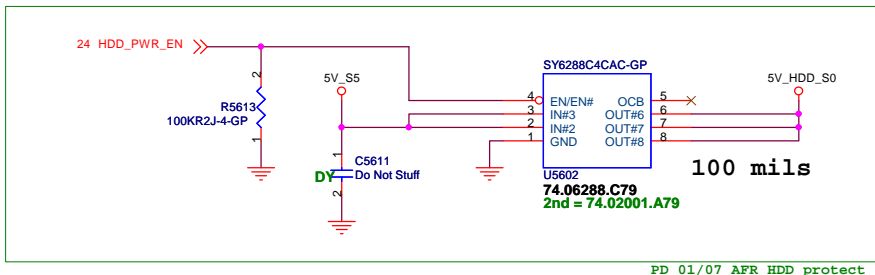 24 HDD_PWR_EN
SY6288C4CAC-GP
5V_S5
5V_HDD_S0
2
R5613
100KR2J-4-GP
1
4 EN/EN# OCB 5
3 IN#3 OUT#6 6
2 IN#2 OUT#7 7
1 GND OUT#8 8
1
C5611
DY Do Not Stuff
2
U5602
100 mils
74.06288.C79
2nd = 74.02001.A79
PD 01/07 AFR HDD protect